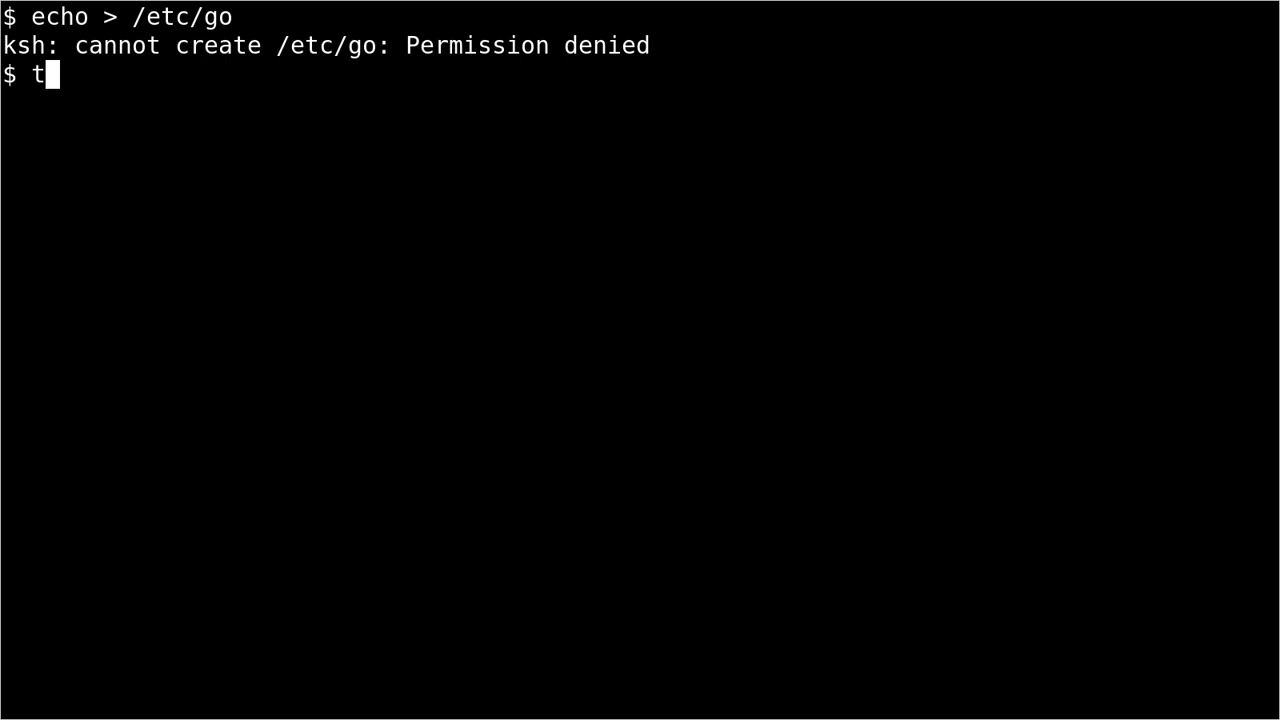 $ echo > /etc/go
ksh: cannot create /etc/go: Permission denied
$ t